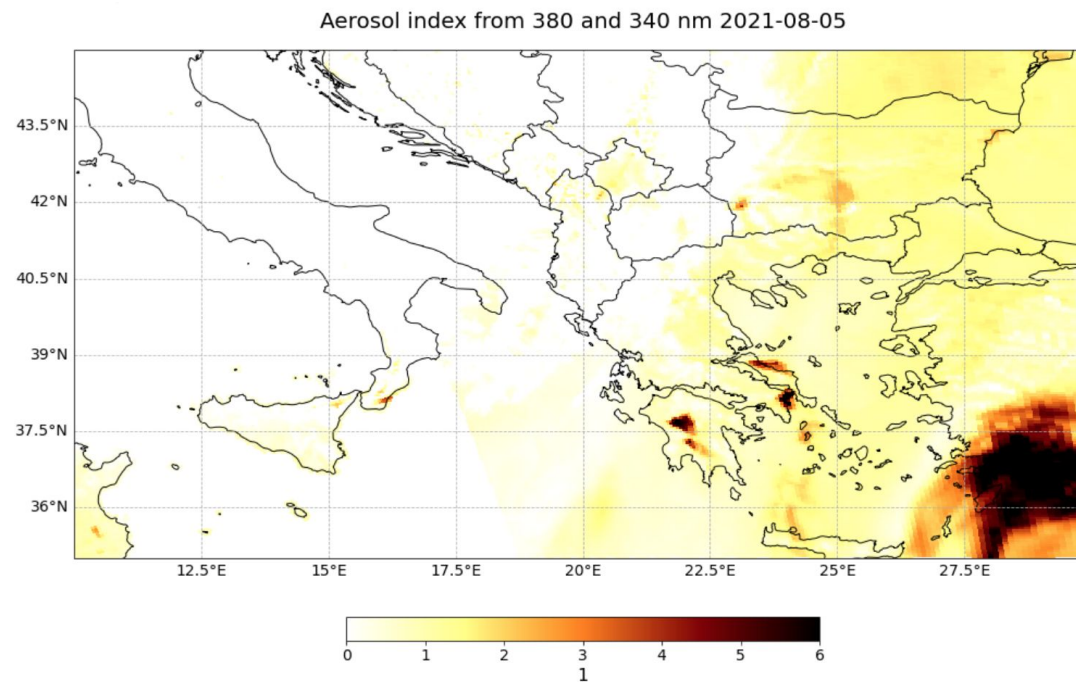 Aerosol index from 380 and 340 nm 2021-08-05
43.5°N
42°N
40.5°N
39°N
37.5°N
36°N
12.5°E 15°E 17.5°E 20°E 22.5°E 25°E 27.5°E
0 1 2 3 4 5 6
1